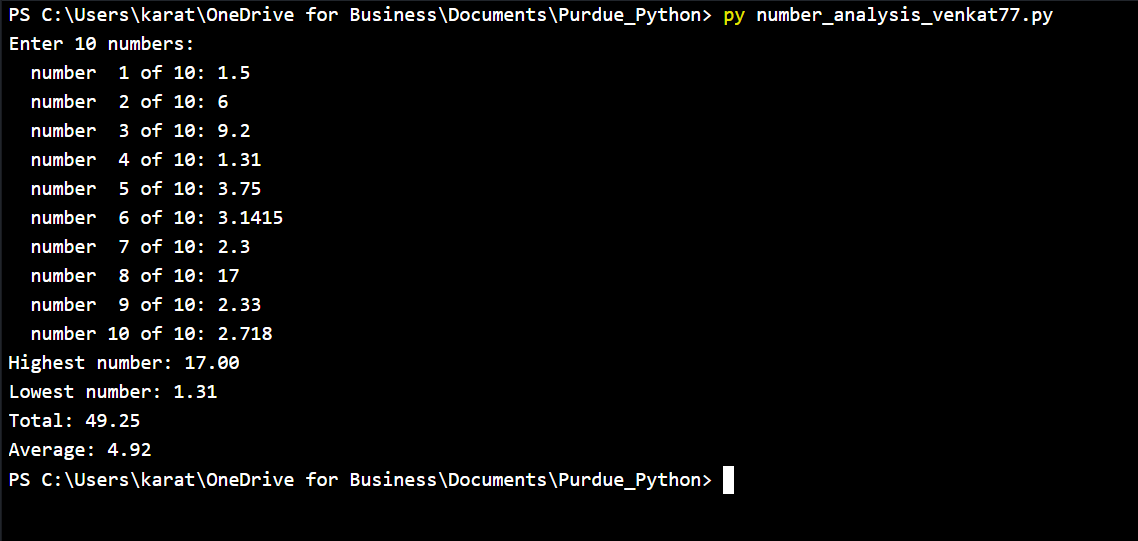 PS C:\Users\karat\OneDrive for Business\Documents\Purdue_Python> py number_analysis_venkat77.py
Enter 10 numbers:
  number  1 of 10: 1.5
  number  2 of 10: 6
  number  3 of 10: 9.2
  number  4 of 10: 1.31
  number  5 of 10: 3.75
  number  6 of 10: 3.1415
  number  7 of 10: 2.3
  number  8 of 10: 17
  number  9 of 10: 2.33
  number 10 of 10: 2.718
Highest number: 17.00
Lowest number: 1.31
Total: 49.25
Average: 4.92
PS C:\Users\karat\OneDrive for Business\Documents\Purdue_Python>